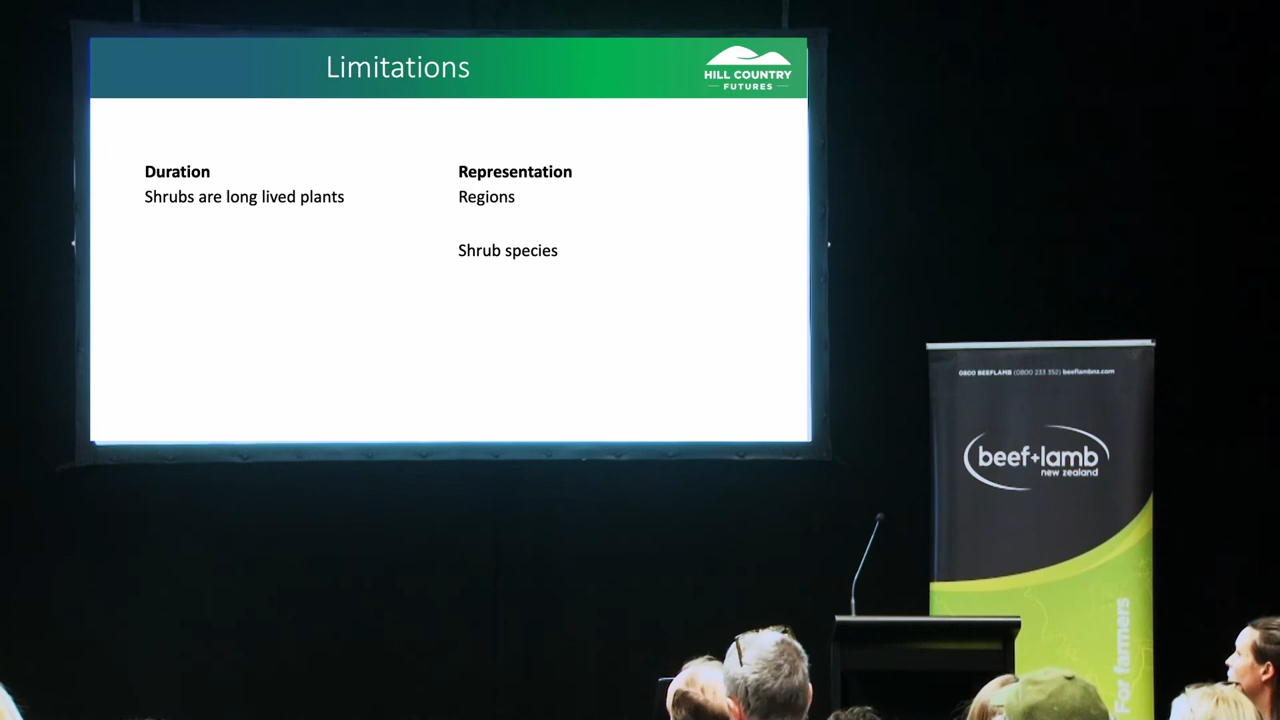 Limitations
HILL COUNTRY
FUTURES
Duration
Shrubs are long lived plants
Representation
Regions
Shrub species
0800 BEEFLAMB (0800 233 352) beeflambnz.com
beef+lamb
new zealand
For farmers